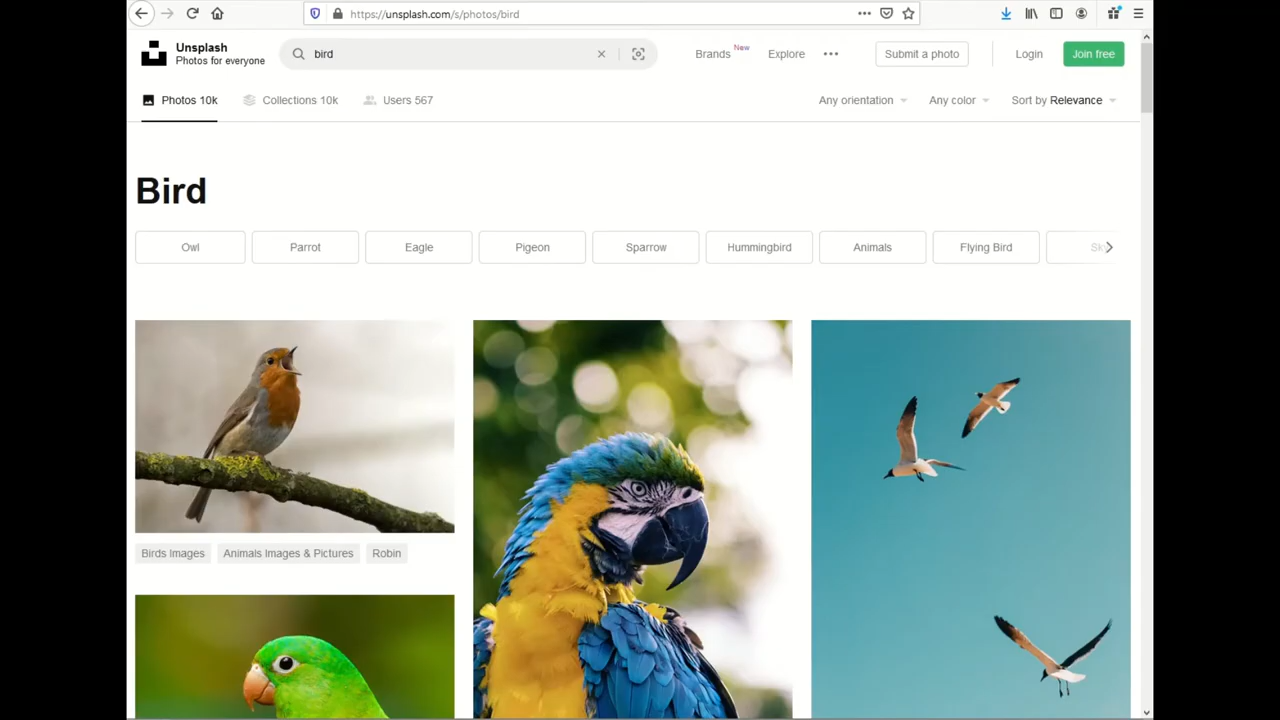 https://unsplash.com/s/photos/bird
Unsplash
Photos for everyone
bird
Brands New
Explore
Submit a photo
Login
Join free
Photos 10k
Collections 10k
Users 567
Any orientation
Any color
Sort by Relevance
Bird
Owl
Parrot
Eagle
Pigeon
Sparrow
Hummingbird
Animals
Flying Bird
Birds Images
Animals Images & Pictures
Robin